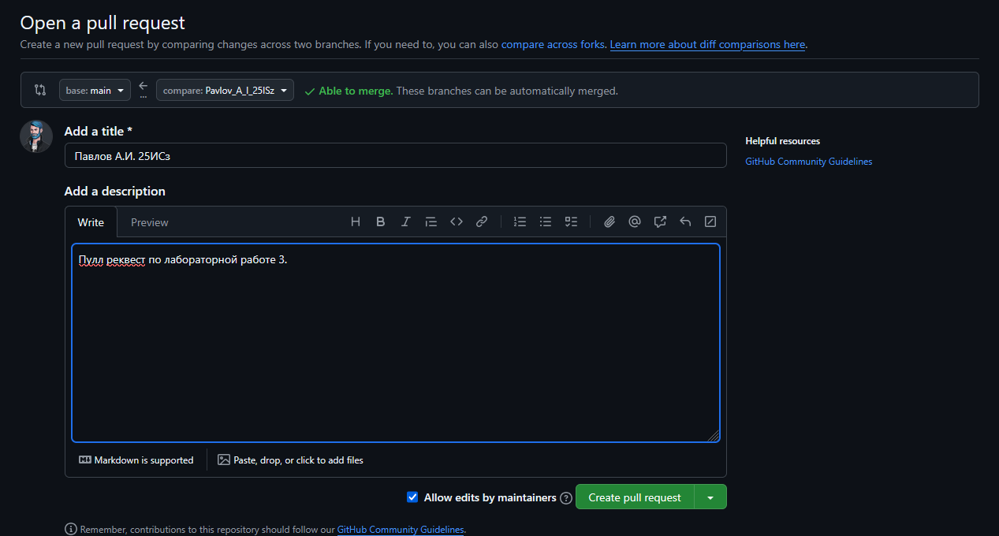 Open a pull request
Create a new pull request by comparing changes across two branches. If you need to, you can also compare across forks. Learn more about diff comparisons here.
base: main
compare: Pavlov_A_I_25ISz
Able to merge. These branches can be automatically merged.
Add a title *
Павлов А.И. 25ИСз
Helpful resources
GitHub Community Guidelines
Add a description
Write
Preview
Пулл реквест по лабораторной работе 3.
Markdown is supported
Paste, drop, or click to add files
Allow edits by maintainers
Create pull request
Remember, contributions to this repository should follow our GitHub Community Guidelines.